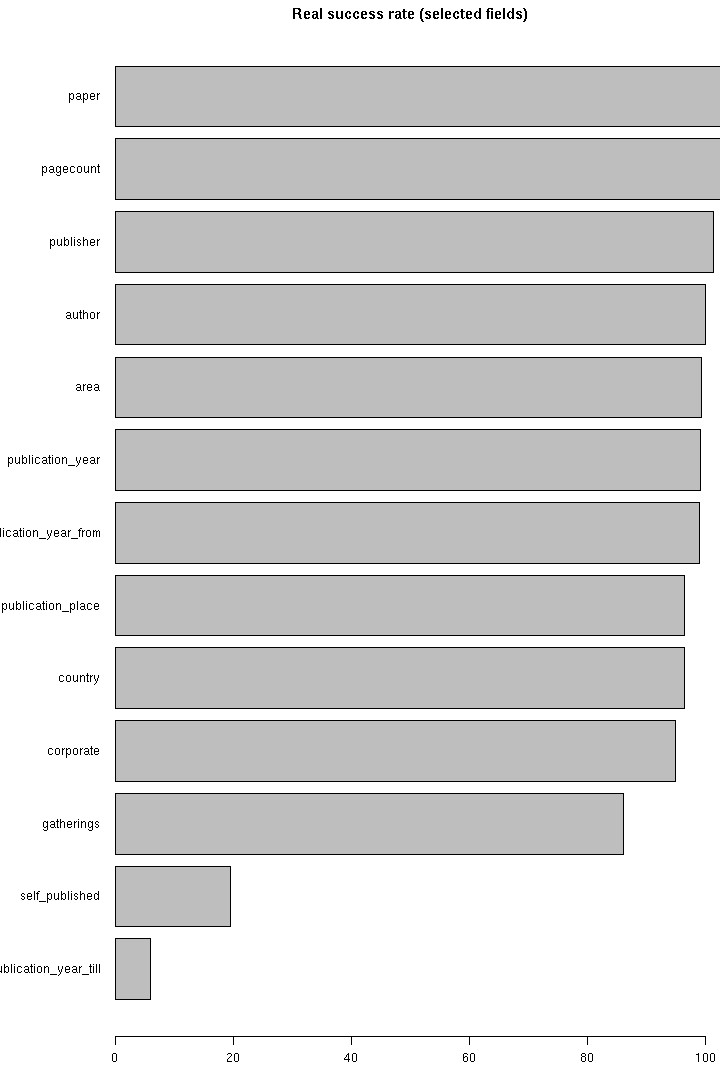 Real success rate (selected fields)
paper
pagecount
publisher
author
area
publication_year
lication_year_from
publication_place
country
corporate
gatherings
self_published
ublication_year_till
0 20 40 60 80 100